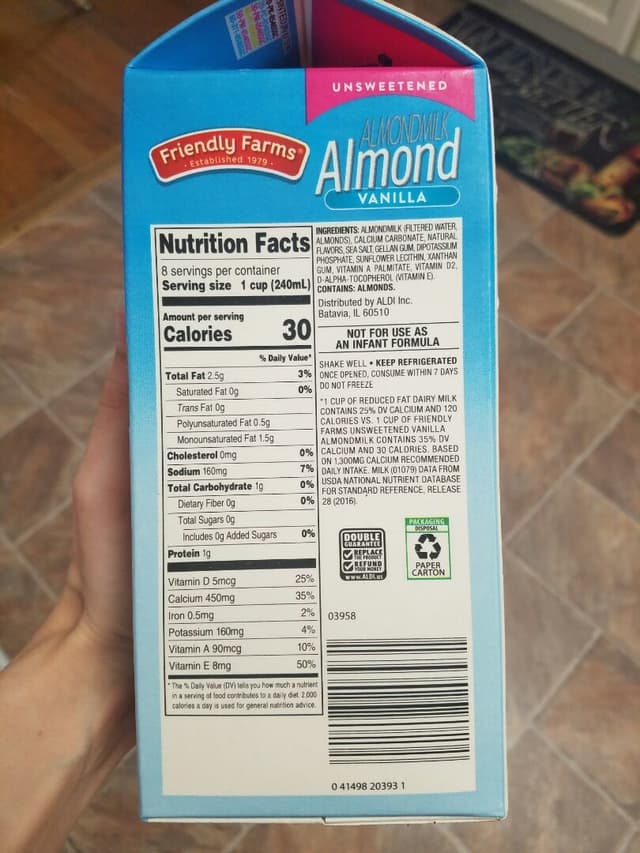 UNSWEETENED
Friendly Farms®
• Established 1979 •
ALMONDMILK
Almond
VANILLA
Nutrition Facts
8 servings per container
Serving size 1 cup (240mL)
Amount per serving
Calories 30
% Daily Value*
Total Fat 2.5g 3%
Saturated Fat 0g 0%
Trans Fat 0g
Polyunsaturated Fat 0.5g
Monounsaturated Fat 1.5g
Cholesterol 0mg 0%
Sodium 160mg 7%
Total Carbohydrate 1g 0%
Dietary Fiber 0g 0%
Total Sugars 0g
Includes 0g Added Sugars 0%
Protein 1g
Vitamin D 5mcg 25%
Calcium 450mg 35%
Iron 0.5mg 2%
Potassium 160mg 4%
Vitamin A 90mcg 10%
Vitamin E 8mg 50%
* The % Daily Value (DV) tells you how much a nutrient
in a serving of food contributes to a daily diet. 2,000
calories a day is used for general nutrition advice.
INGREDIENTS: ALMONDMILK (FILTERED WATER,
ALMONDS), CALCIUM CARBONATE, NATURAL
FLAVORS, SEA SALT, GELLAN GUM, DIPOTASSIUM
PHOSPHATE, SUNFLOWER LECITHIN, XANTHAN
GUM, VITAMIN A PALMITATE, VITAMIN D2,
D-ALPHA-TOCOPHEROL (VITAMIN E).
CONTAINS: ALMONDS.
Distributed by ALDI Inc.
Batavia, IL 60510
NOT FOR USE AS
AN INFANT FORMULA
SHAKE WELL • KEEP REFRIGERATED
ONCE OPENED, CONSUME WITHIN 7 DAYS
DO NOT FREEZE
*1 CUP OF REDUCED FAT DAIRY MILK
CONTAINS 25% DV CALCIUM AND 120
CALORIES VS. 1 CUP OF FRIENDLY
FARMS UNSWEETENED VANILLA
ALMONDMILK CONTAINS 35% DV
CALCIUM AND 30 CALORIES. BASED
ON 1,300MG CALCIUM RECOMMENDED
DAILY INTAKE. MILK (01079) DATA FROM
USDA NATIONAL NUTRIENT DATABASE
FOR STANDARD REFERENCE, RELEASE
28 (2016).
DOUBLE
GUARANTEE
REPLACE
THE PRODUCT
REFUND
YOUR MONEY
www.ALDI.us
PACKAGING
DISPOSAL
PAPER
CARTON
03958
0 41498 20393 1